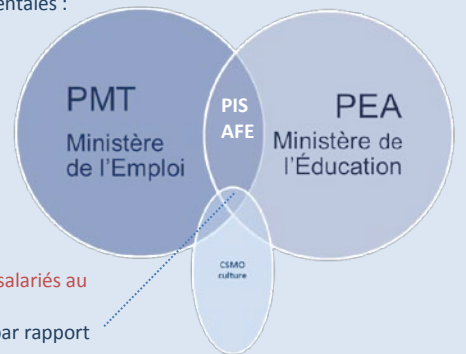 entales :
PMT
Ministère
de l'Emploi
PIS
AFE
PEA
Ministère de
l'Éducation
CSMO
culture
salariés au
par rapport